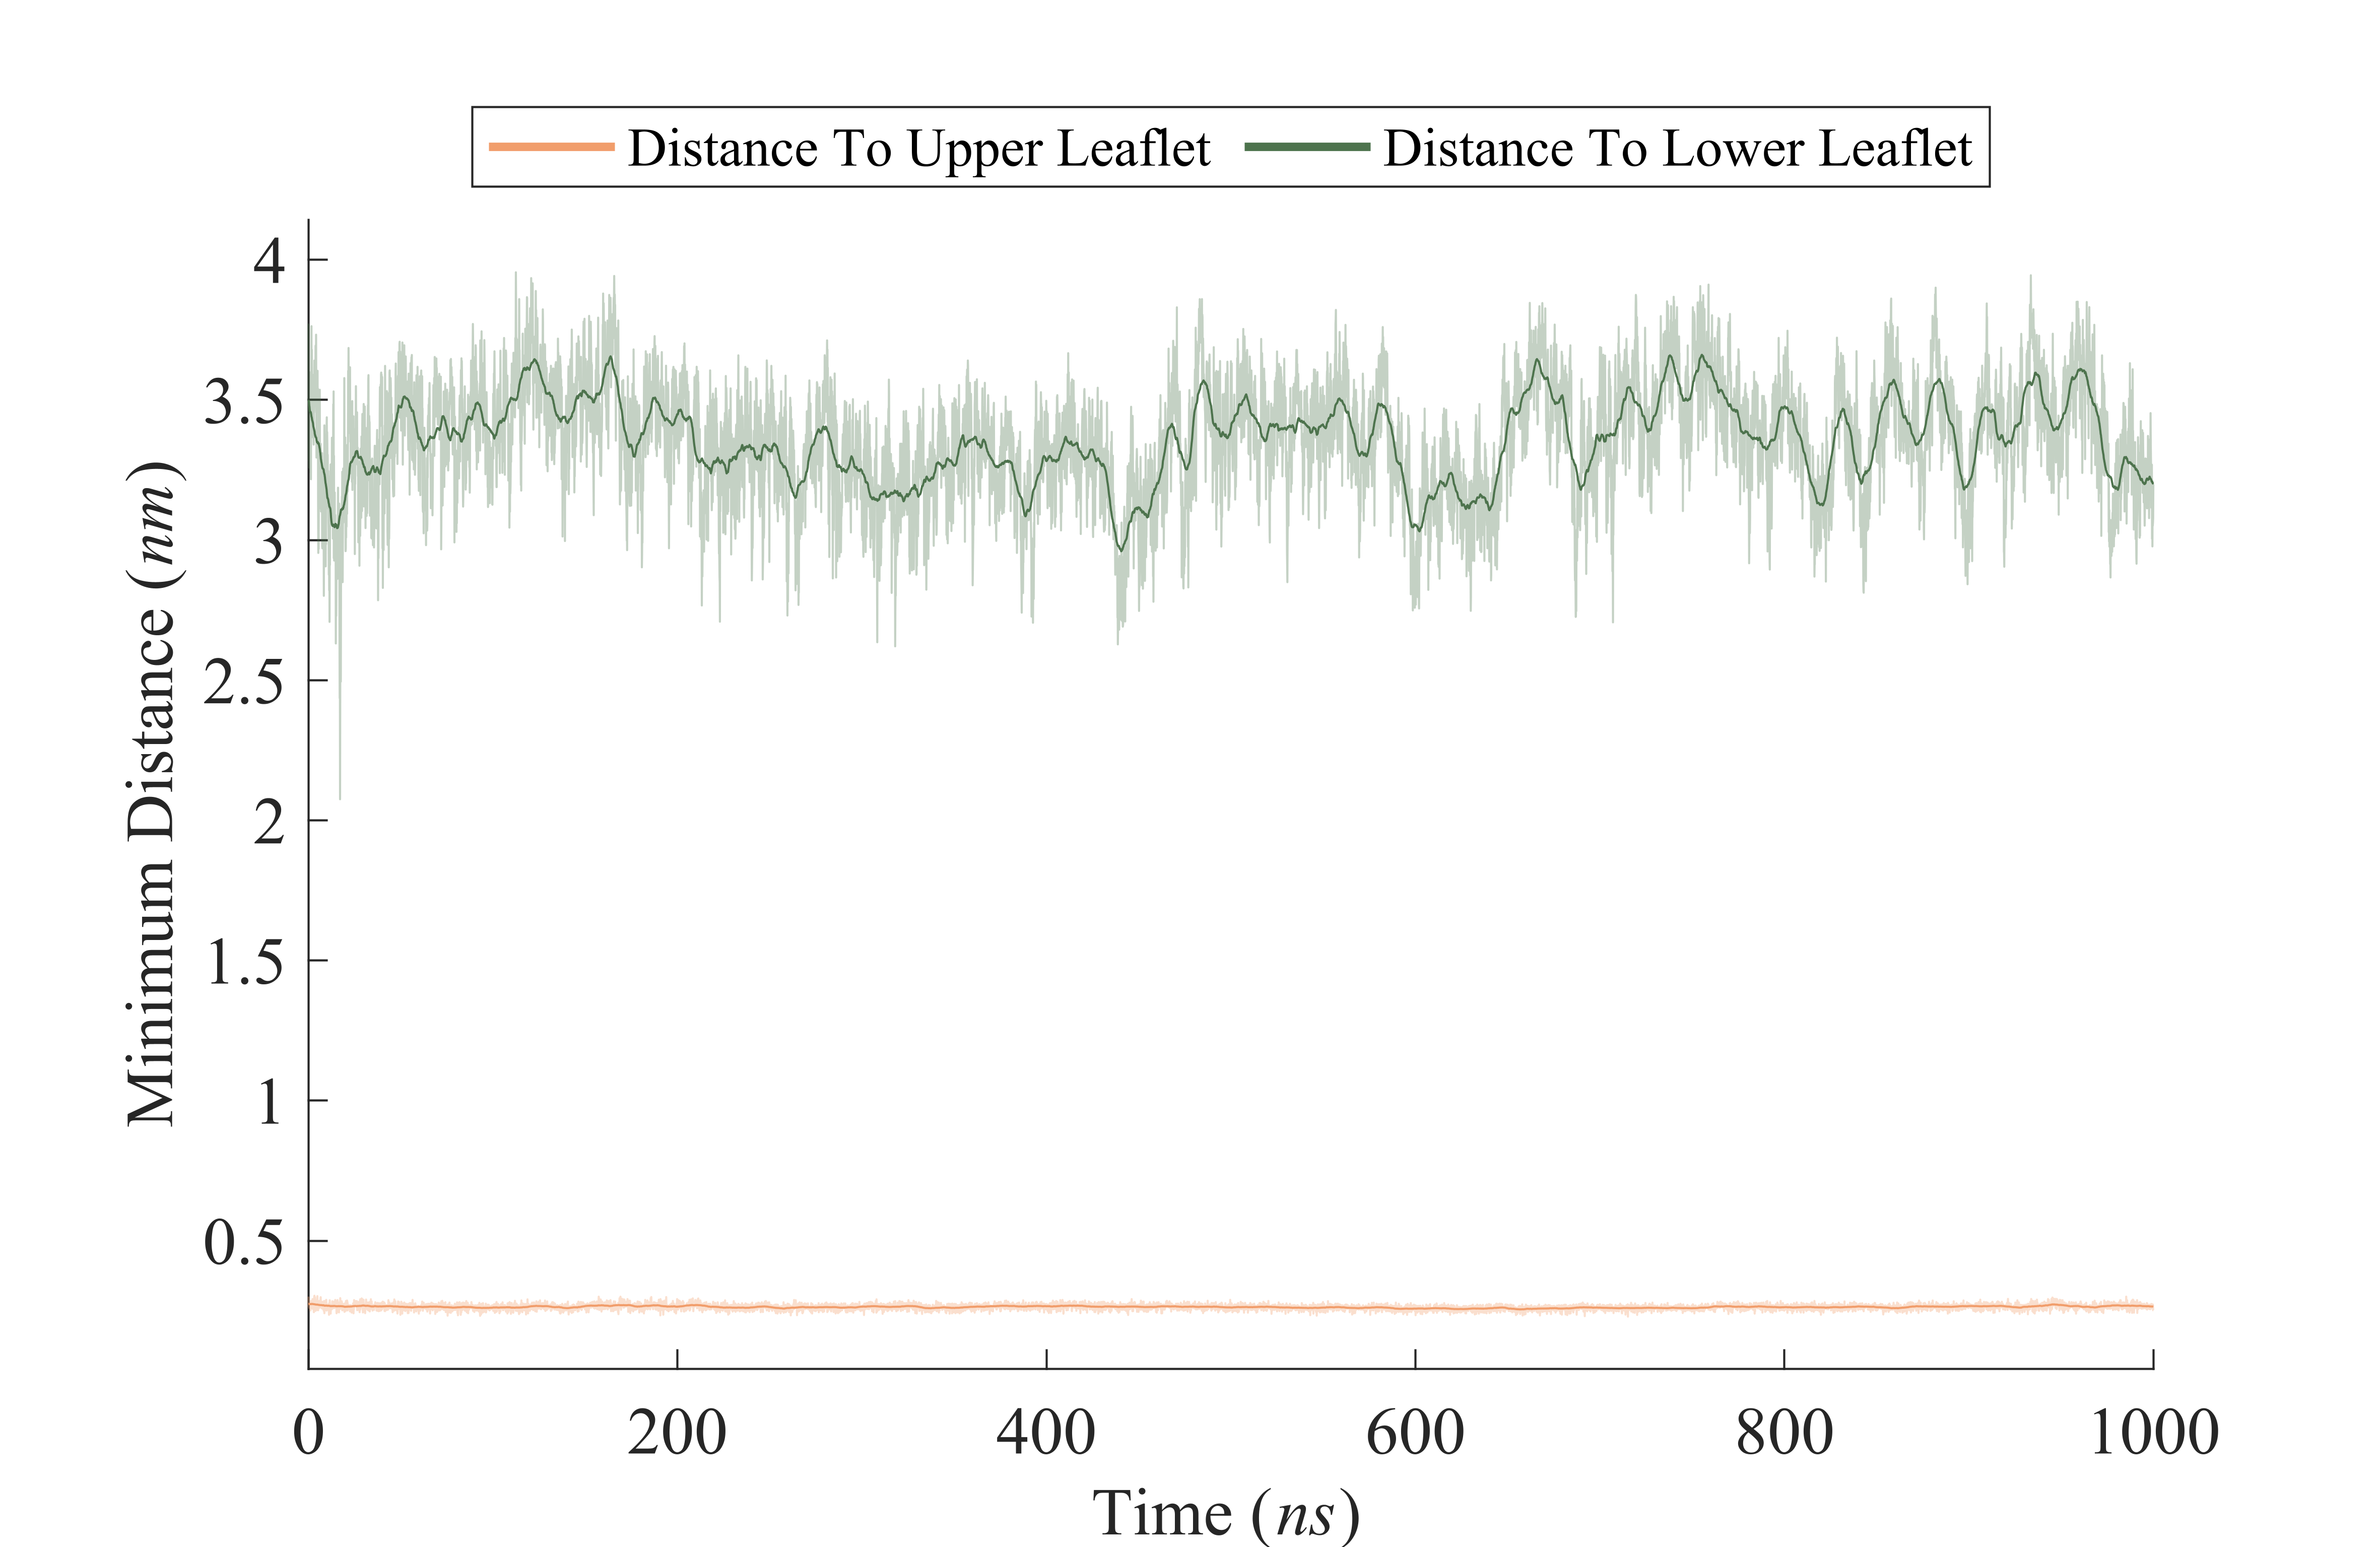 Distance To Upper Leaflet Distance To Lower Leaflet
4
3.5
3
2.5
2
1.5
1
0.5
Minimum Distance (nm)
0 200 400 600 800 1000
Time (ns)